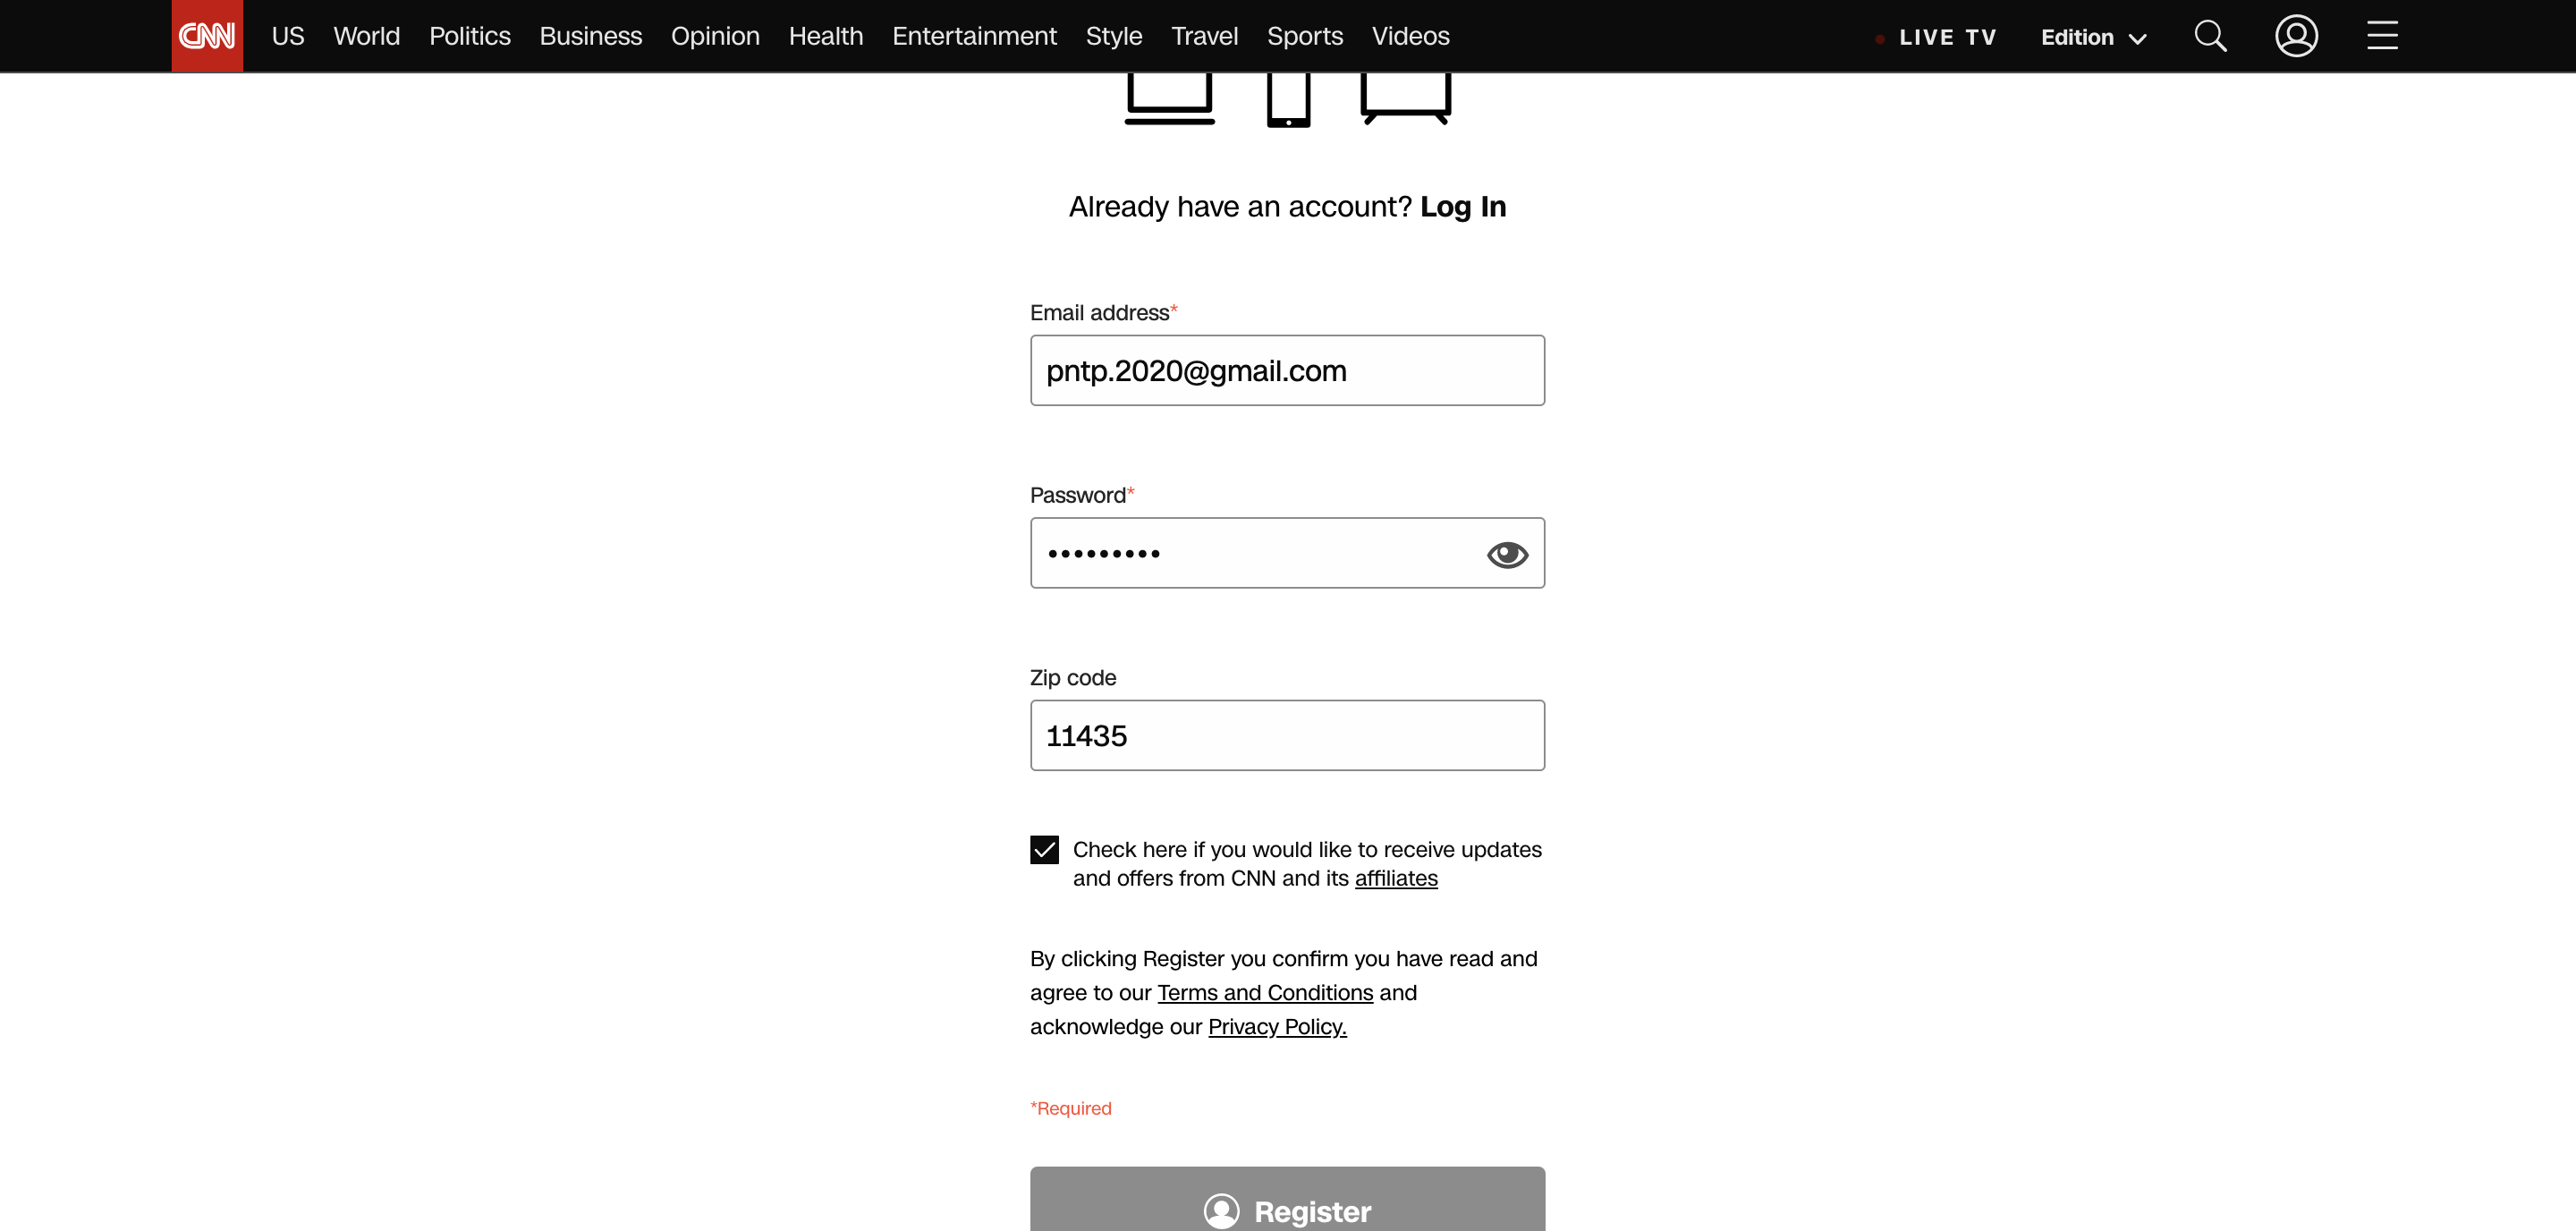 CNN US World Politics Business Opinion Health Entertainment Style Travel Sports Videos LIVE TV Edition
Already have an account? Log In
Email address*
pntp.2020@gmail.com
Password*
•••••••••
Zip code
11435
Check here if you would like to receive updates
and offers from CNN and its affiliates
By clicking Register you confirm you have read and
agree to our Terms and Conditions and
acknowledge our Privacy Policy.
*Required
Register